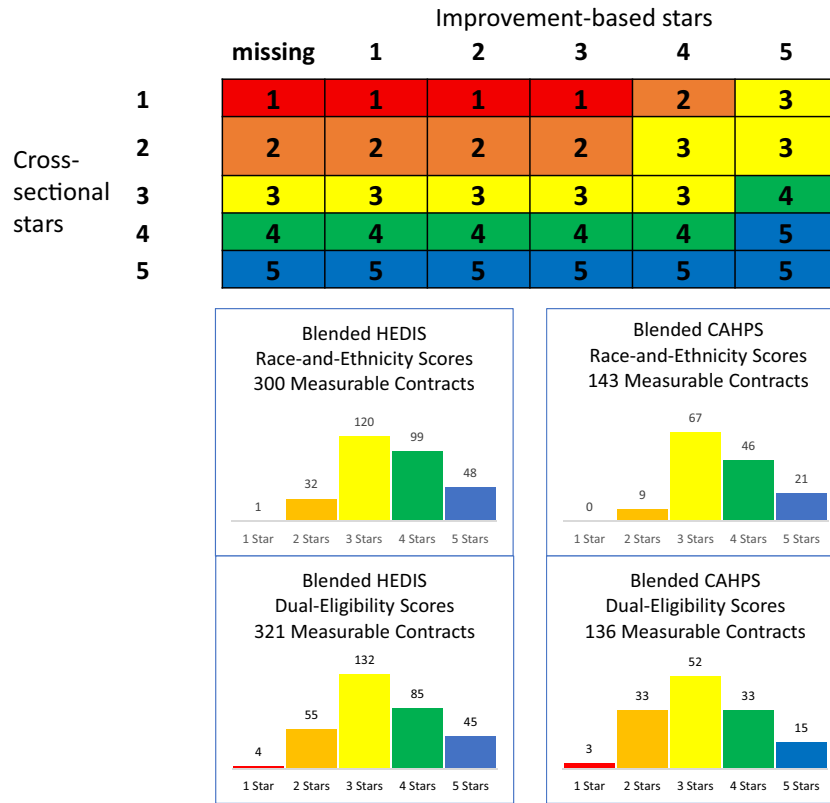 Improvement-based stars
missing 1 2 3 4 5
1 1 1 1 1 2 3
2 2 2 2 2 3 3
3 3 3 3 3 3 4
4 4 4 4 4 4 5
5 5 5 5 5 5 5
Cross-
sectional
stars
Blended HEDIS
Race-and-Ethnicity Scores
300 Measurable Contracts
1 32 120 99 48
1 Star 2 Stars 3 Stars 4 Stars 5 Stars
Blended CAHPS
Race-and-Ethnicity Scores
143 Measurable Contracts
0 9 67 46 21
1 Star 2 Stars 3 Stars 4 Stars 5 Stars
Blended HEDIS
Dual-Eligibility Scores
321 Measurable Contracts
4 55 132 85 45
1 Star 2 Stars 3 Stars 4 Stars 5 Stars
Blended CAHPS
Dual-Eligibility Scores
136 Measurable Contracts
3 33 52 33 15
1 Star 2 Stars 3 Stars 4 Stars 5 Stars